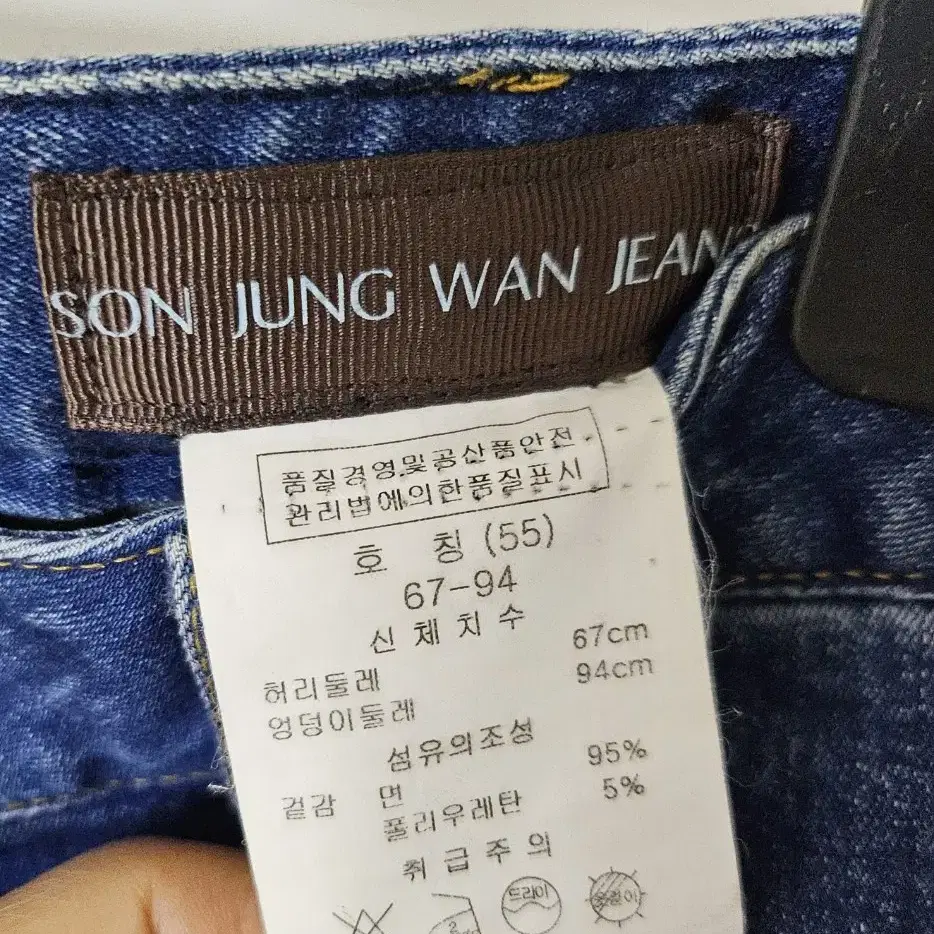 SON JUNG WAN JEANS
품질경영및공산품안전
관리법에의한품질표시
호 칭 (55)
67-94
신체치수
허리둘레 67cm
엉덩이둘레 94cm
섬유의조성
겉감 면 95%
폴리우레탄 5%
취급주의
드라이